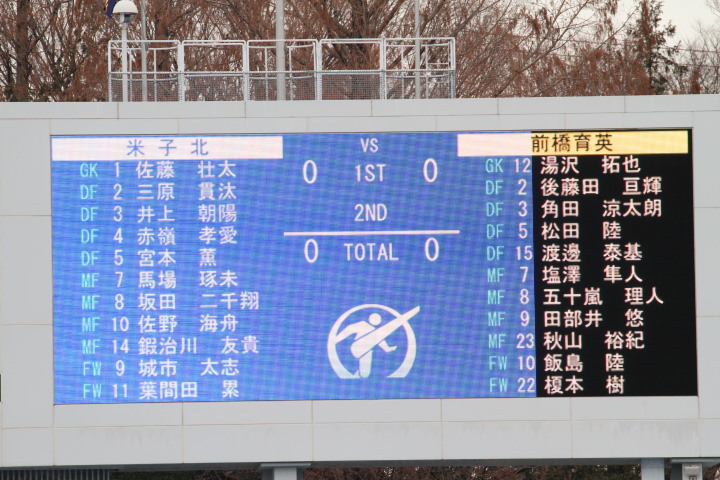 米子北 VS 前橋育英
GK 1 佐藤 壮太 0 1ST 0 GK 12 湯沢 拓也
DF 2 三原 貫汰 DF 2 後藤田 亘輝
DF 3 井上 朝陽 2ND DF 3 角田 涼太朗
DF 4 赤嶺 孝愛 DF 5 松田 陸
DF 5 宮本 薫 0 TOTAL 0 DF 15 渡邊 泰基
MF 7 馬場 琢未 MF 7 塩澤 隼人
MF 8 坂田 二千翔 MF 8 五十嵐 理人
MF 10 佐野 海舟 MF 9 田部井 悠
MF 14 鍜治川 友貴 MF 23 秋山 裕紀
FW 9 城市 太志 FW 10 飯島 陸
FW 11 葉間田 累 FW 22 榎本 樹